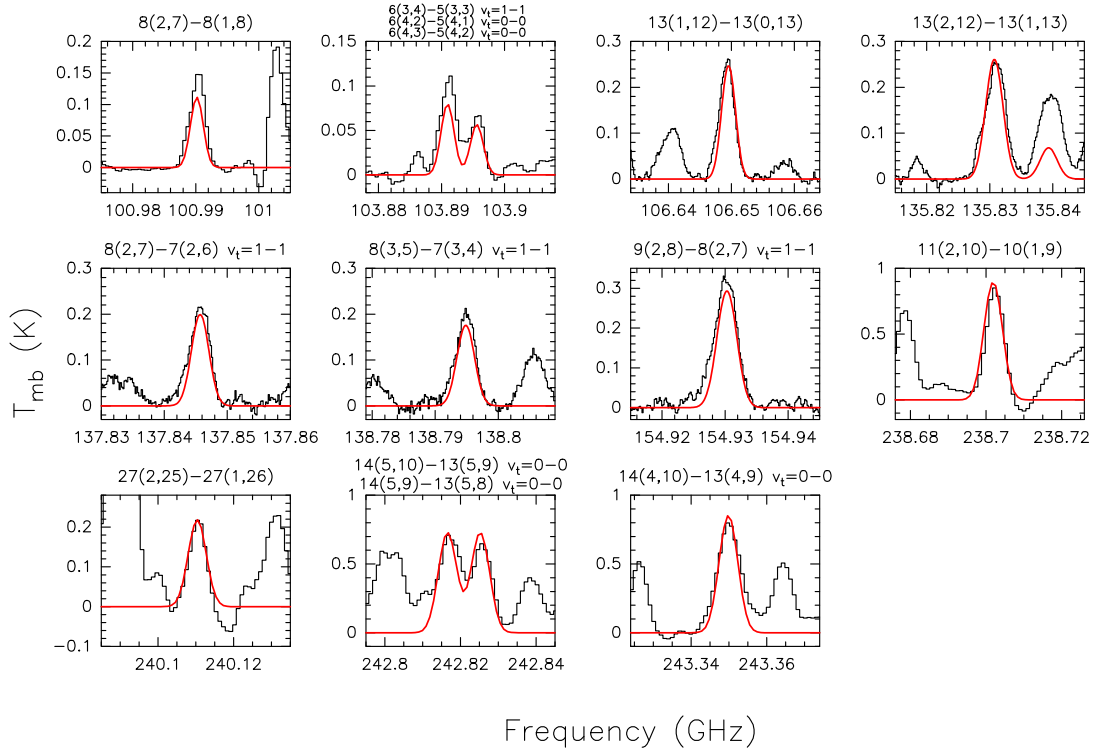 8(2,7)−8(1,8)
6(3,4)−5(3,3) vt=1−1
6(4,2)−5(4,1) vt=0−0
6(4,3)−5(4,2) vt=0−0
13(1,12)−13(0,13)
13(2,12)−13(1,13)
0.2
0.15
0.1
0.05
0
100.98 100.99 101
0.15
0.1
0.05
0
103.88 103.89 103.9
0.3
0.2
0.1
0
106.64 106.65 106.66
0.3
0.2
0.1
0
135.82 135.83 135.84
8(2,7)−7(2,6) vt=1−1
8(3,5)−7(3,4) vt=1−1
9(2,8)−8(2,7) vt=1−1
11(2,10)−10(1,9)
0.3
0.2
0.1
0
137.83 137.84 137.85 137.86
0.3
0.2
0.1
0
138.78 138.79 138.8
0.3
0.2
0.1
0
154.92 154.93 154.94
1
0.5
0
238.68 238.7 238.72
27(2,25)−27(1,26)
14(5,10)−13(5,9) vt=0−0
14(5,9)−13(5,8) vt=0−0
14(4,10)−13(4,9) vt=0−0
0.2
0.1
0
−0.1
240.1 240.12
1
0.5
0
242.8 242.82 242.84
1
0.5
0
243.34 243.36
Tmb (K)
Frequency (GHz)